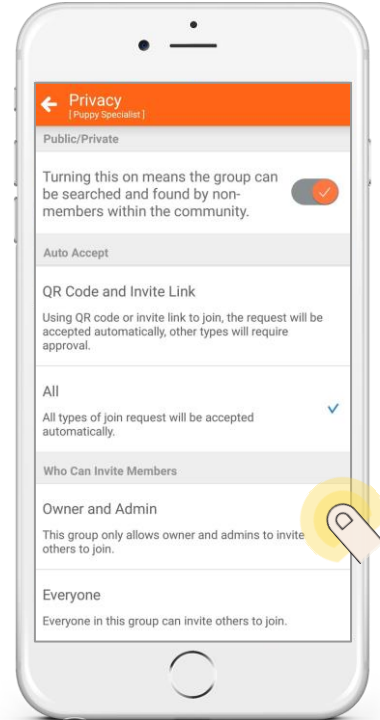 Privacy
[ Puppy Specialist ]
Public/Private
Turning this on means the group can
be searched and found by non-
members within the community.
Auto Accept
QR Code and Invite Link
Using QR code or invite link to join, the request will be
accepted automatically, other types will require
approval.
All
All types of join request will be accepted
automatically.
Who Can Invite Members
Owner and Admin
This group only allows owner and admins to invite
others to join.
Everyone
Everyone in this group can invite others to join.